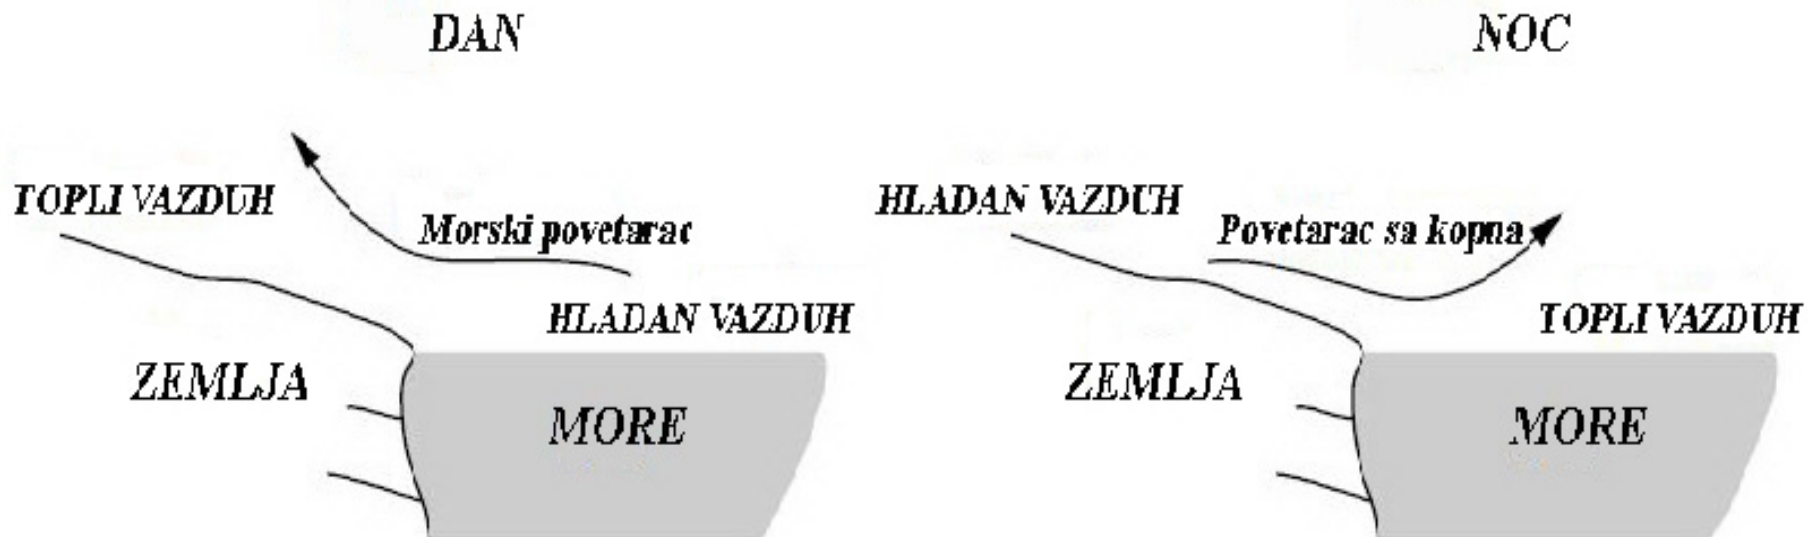 DAN
TOPLI VAZDUH
Morski povetarac
HLADAN VAZDUH
ZEMLJA
MORE
NOC
HLADAN VAZDUH
Povetarac sa kopna
TOPLI VAZDUH
ZEMLJA
MORE